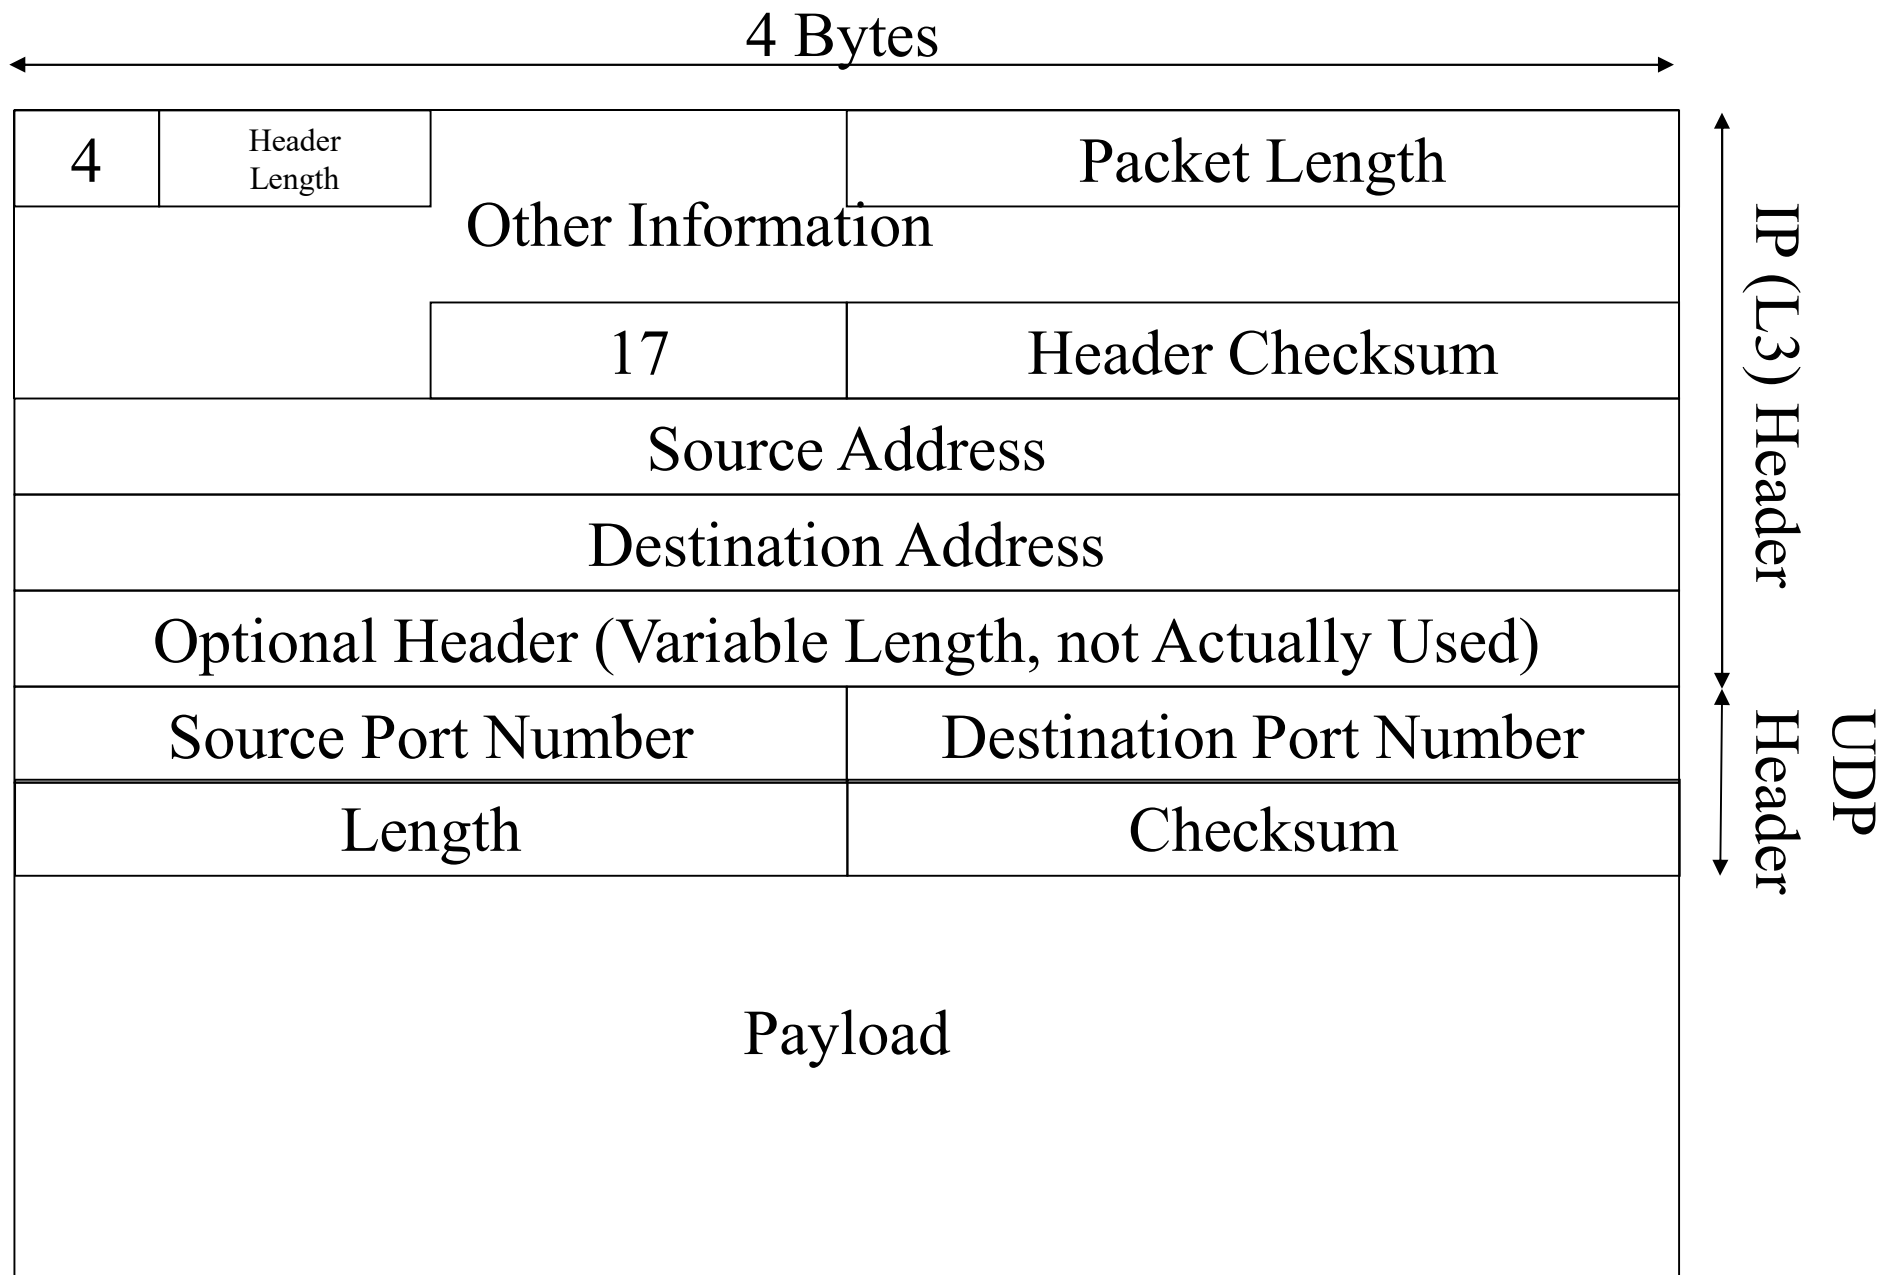 4 Bytes
4
Header
Length
Packet Length
Other Information
17
Header Checksum
Source Address
Destination Address
Optional Header (Variable Length, not Actually Used)
IP (L3) Header
Source Port Number
Destination Port Number
Length
Checksum
UDP
Header
Payload